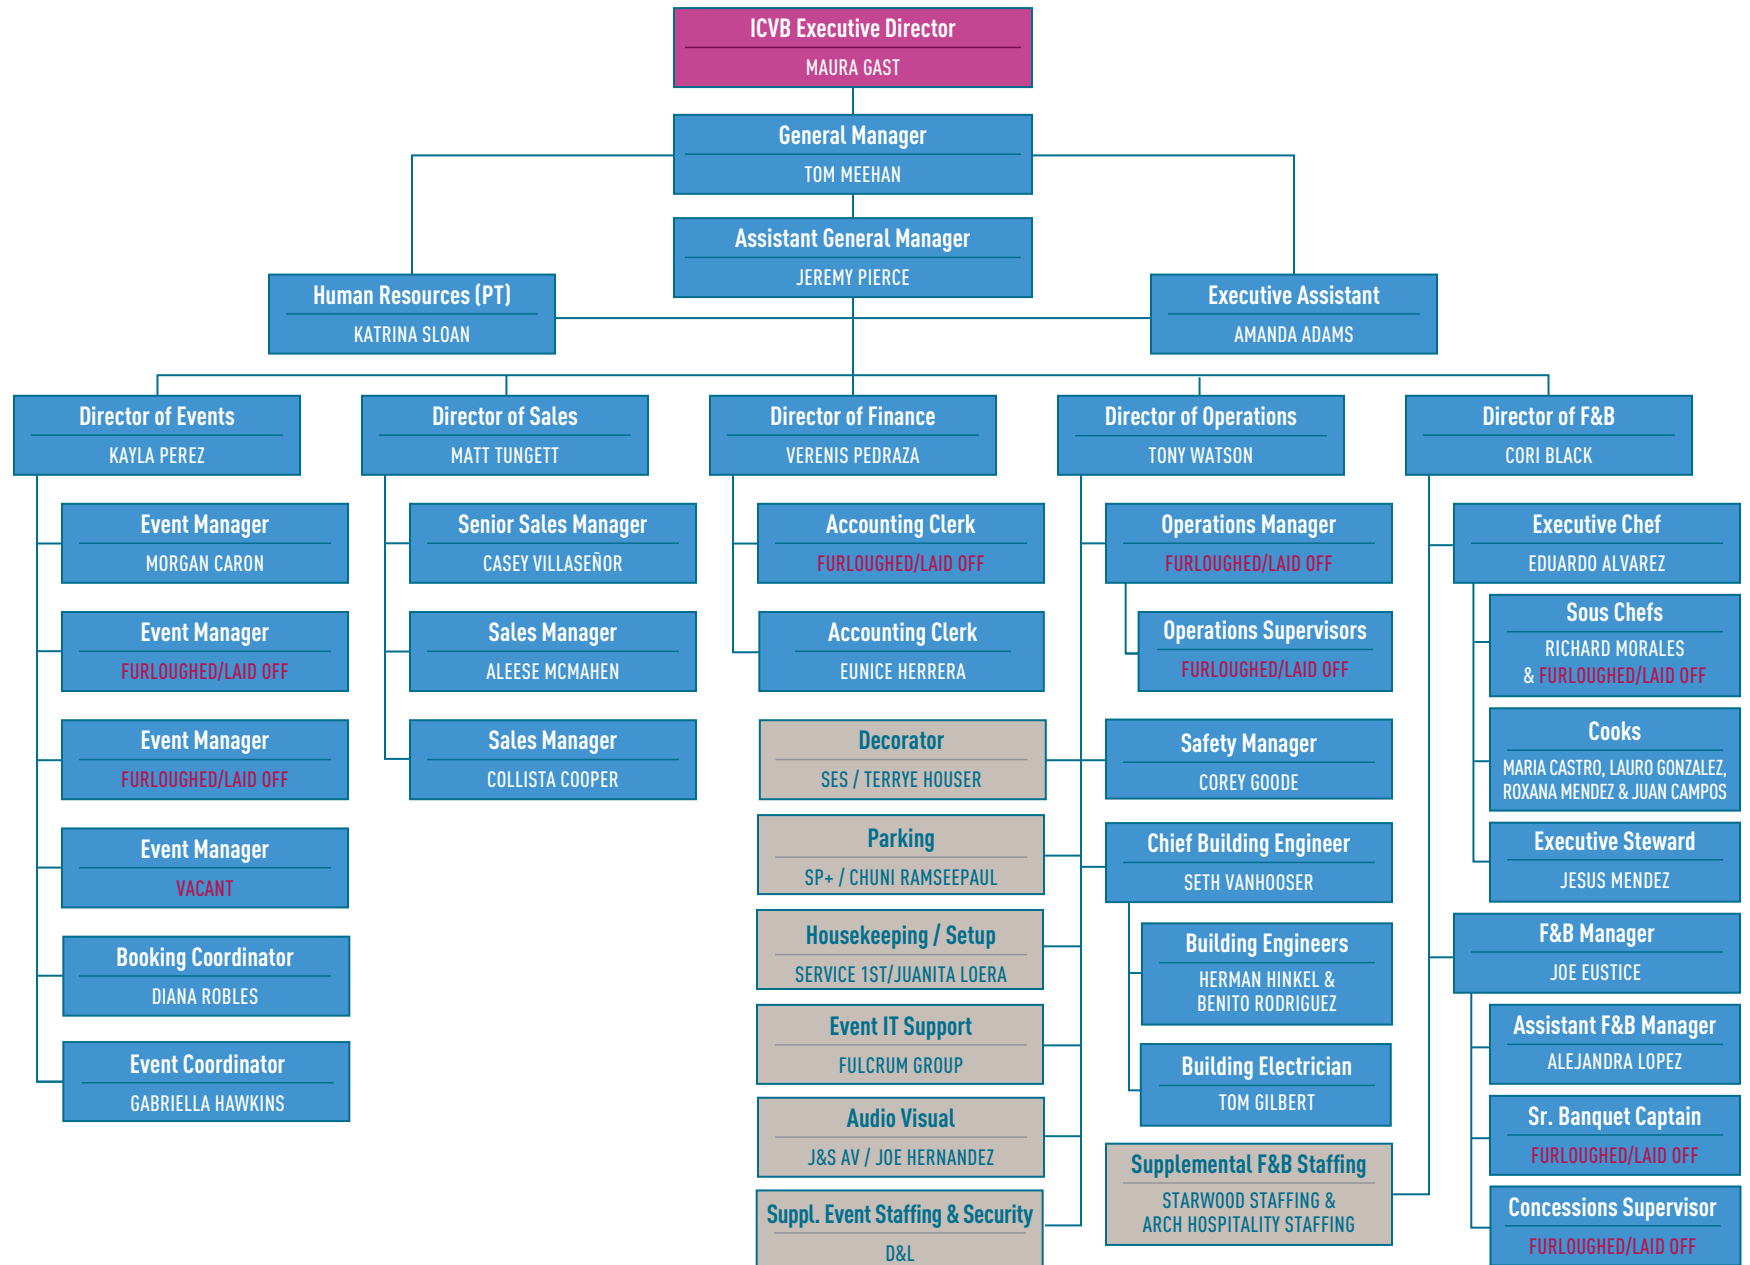 ICVB Executive Director
MAURA GAST
General Manager
TOM MEEHAN
Assistant General Manager
JEREMY PIERCE
Human Resources (PT)
KATRINA SLOAN
Executive Assistant
AMANDA ADAMS
Director of Events
KAYLA PEREZ
Event Manager
MORGAN CARON
Event Manager
FURLOUGHED/LAID OFF
Event Manager
FURLOUGHED/LAID OFF
Event Manager
VACANT
Booking Coordinator
DIANA ROBLES
Event Coordinator
GABRIELLA HAWKINS
Director of Sales
MATT TUNGETT
Senior Sales Manager
CASEY VILLASEÑOR
Sales Manager
ALEESE MCMAHEN
Sales Manager
COLLISTA COOPER
Director of Finance
VERENIS PEDRAZA
Accounting Clerk
FURLOUGHED/LAID OFF
Accounting Clerk
EUNICE HERRERA
Director of Operations
TONY WATSON
Operations Manager
FURLOUGHED/LAID OFF
Operations Supervisors
FURLOUGHED/LAID OFF
Decorator
SES / TERRYE HOUSER
Parking
SP+ / CHUNI RAMSEEPAUL
Housekeeping / Setup
SERVICE 1ST/JUANITA LOERA
Event IT Support
FULCRUM GROUP
Audio Visual
J&S AV / JOE HERNANDEZ
Suppl. Event Staffing & Security
D&L
Safety Manager
COREY GOODE
Chief Building Engineer
SETH VANHOOSER
Building Engineers
HERMAN HINKEL &
BENITO RODRIGUEZ
Building Electrician
TOM GILBERT
Director of F&B
CORI BLACK
Executive Chef
EDUARDO ALVAREZ
Sous Chefs
RICHARD MORALES
& FURLOUGHED/LAID OFF
Cooks
MARIA CASTRO, LAURO GONZALEZ,
ROXANA MENDEZ & JUAN CAMPOS
Executive Steward
JESUS MENDEZ
F&B Manager
JOE EUSTICE
Assistant F&B Manager
ALEJANDRA LOPEZ
Sr. Banquet Captain
FURLOUGHED/LAID OFF
Concessions Supervisor
FURLOUGHED/LAID OFF
Supplemental F&B Staffing
STARWOOD STAFFING &
ARCH HOSPITALITY STAFFING